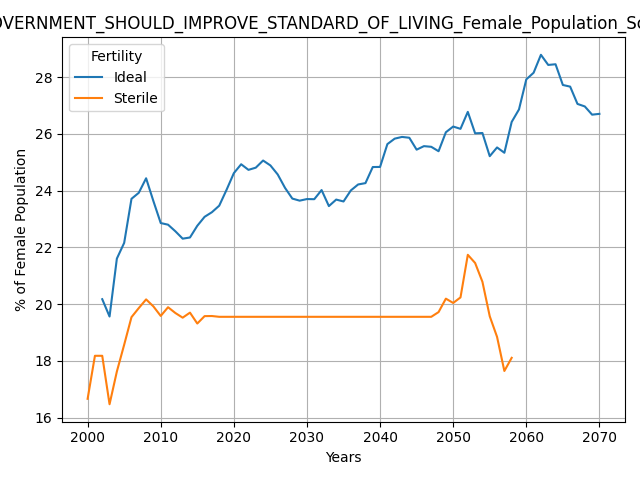 OVERNMENT_SHOULD_IMPROVE_STANDARD_OF_LIVING_Female_Population_So
Fertility
Ideal
Sterile
% of Female Population
28
26
24
22
20
18
16
2000 2010 2020 2030 2040 2050 2060 2070
Years